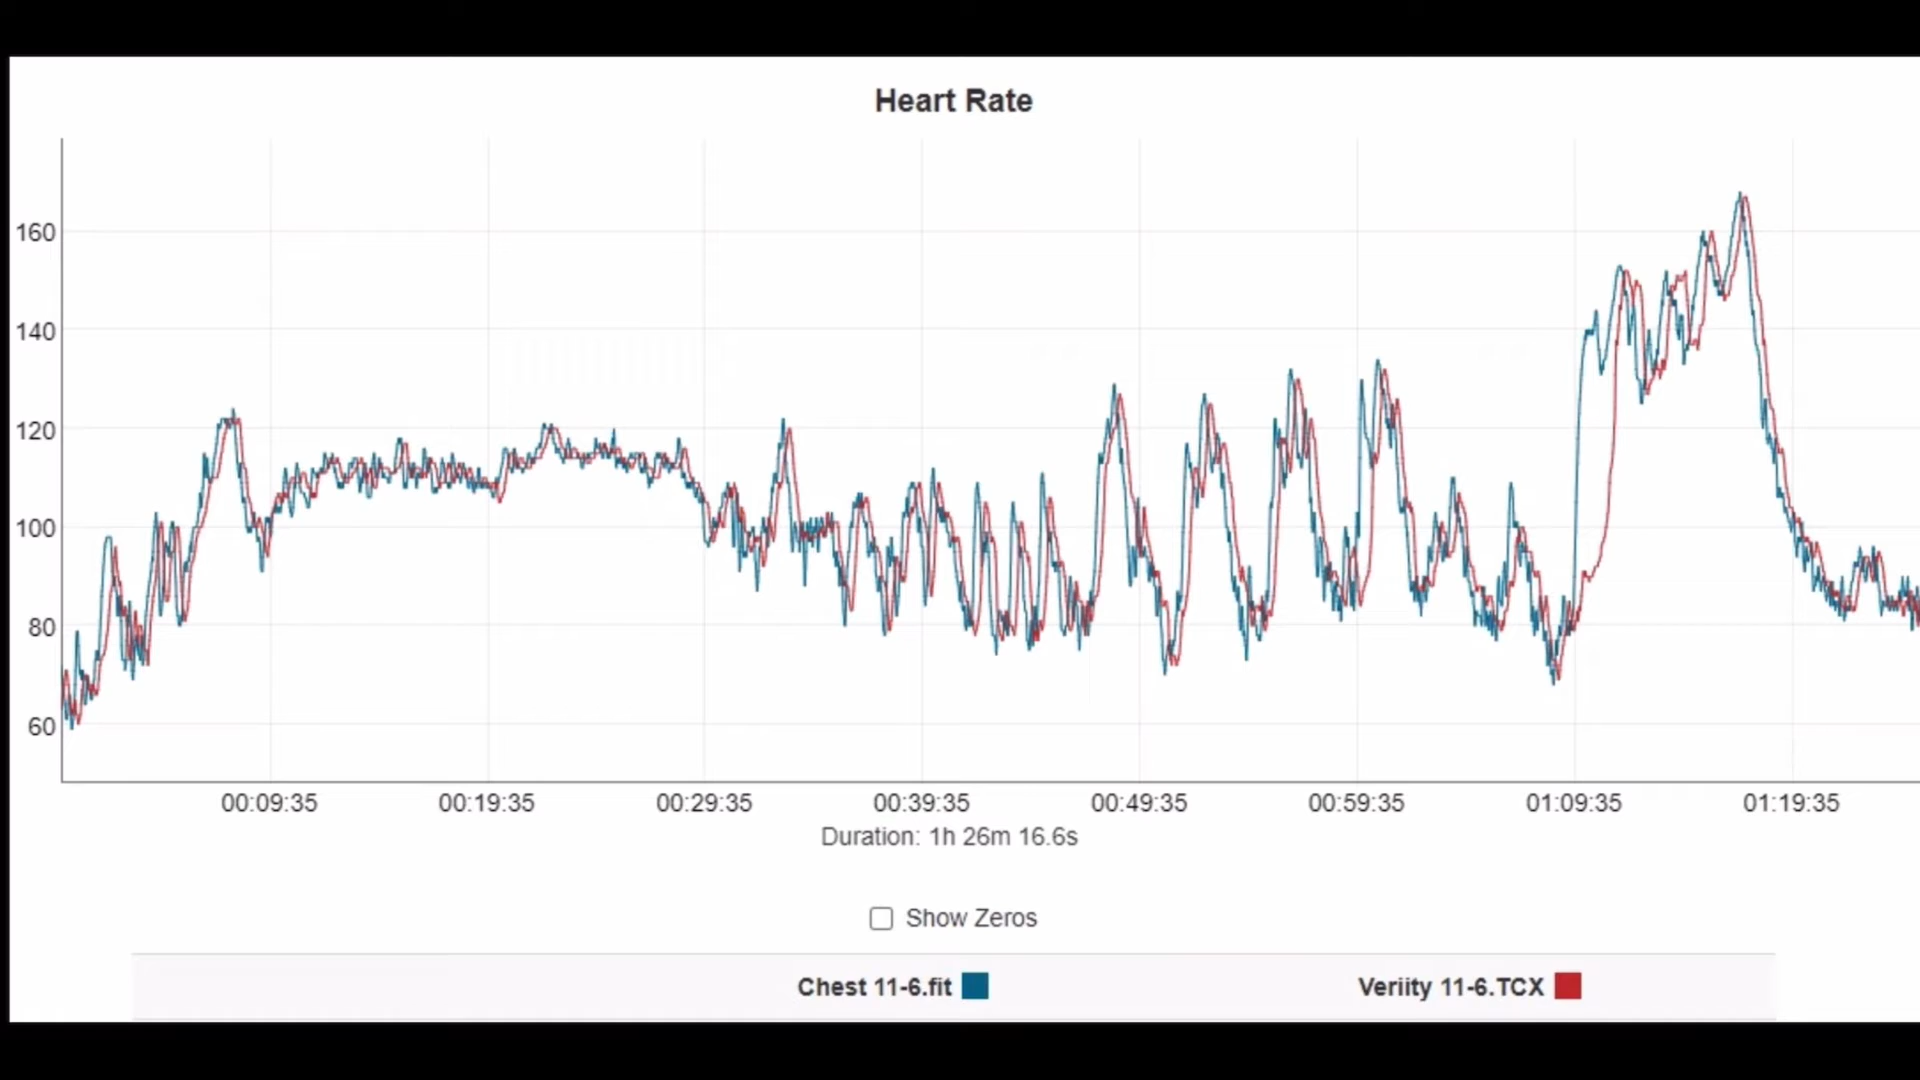 Heart Rate
160
140
120
100
80
60
00:09:35 00:19:35 00:29:35 00:39:35 00:49:35 00:59:35 01:09:35 01:19:35
Duration: 1h 26m 16.6s
Show Zeros
Chest 11-6.fit Veriity 11-6.TCX